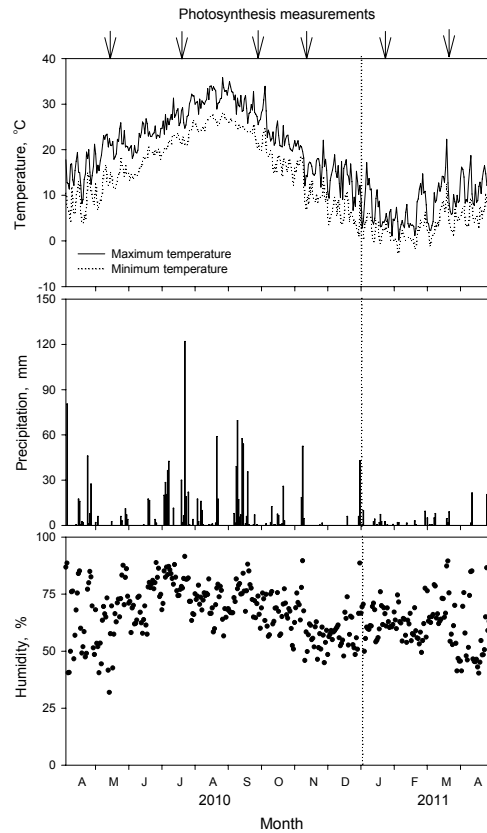 Photosynthesis measurements
Temperature, °C
50
40
30
20
10
0
-10
Maximum temperature
Minimum temperature
Precipitation, mm
150
120
90
60
30
0
Humidity, %
100
75
50
25
0
A M J J A S O N D J F M A
2010 2011
Month